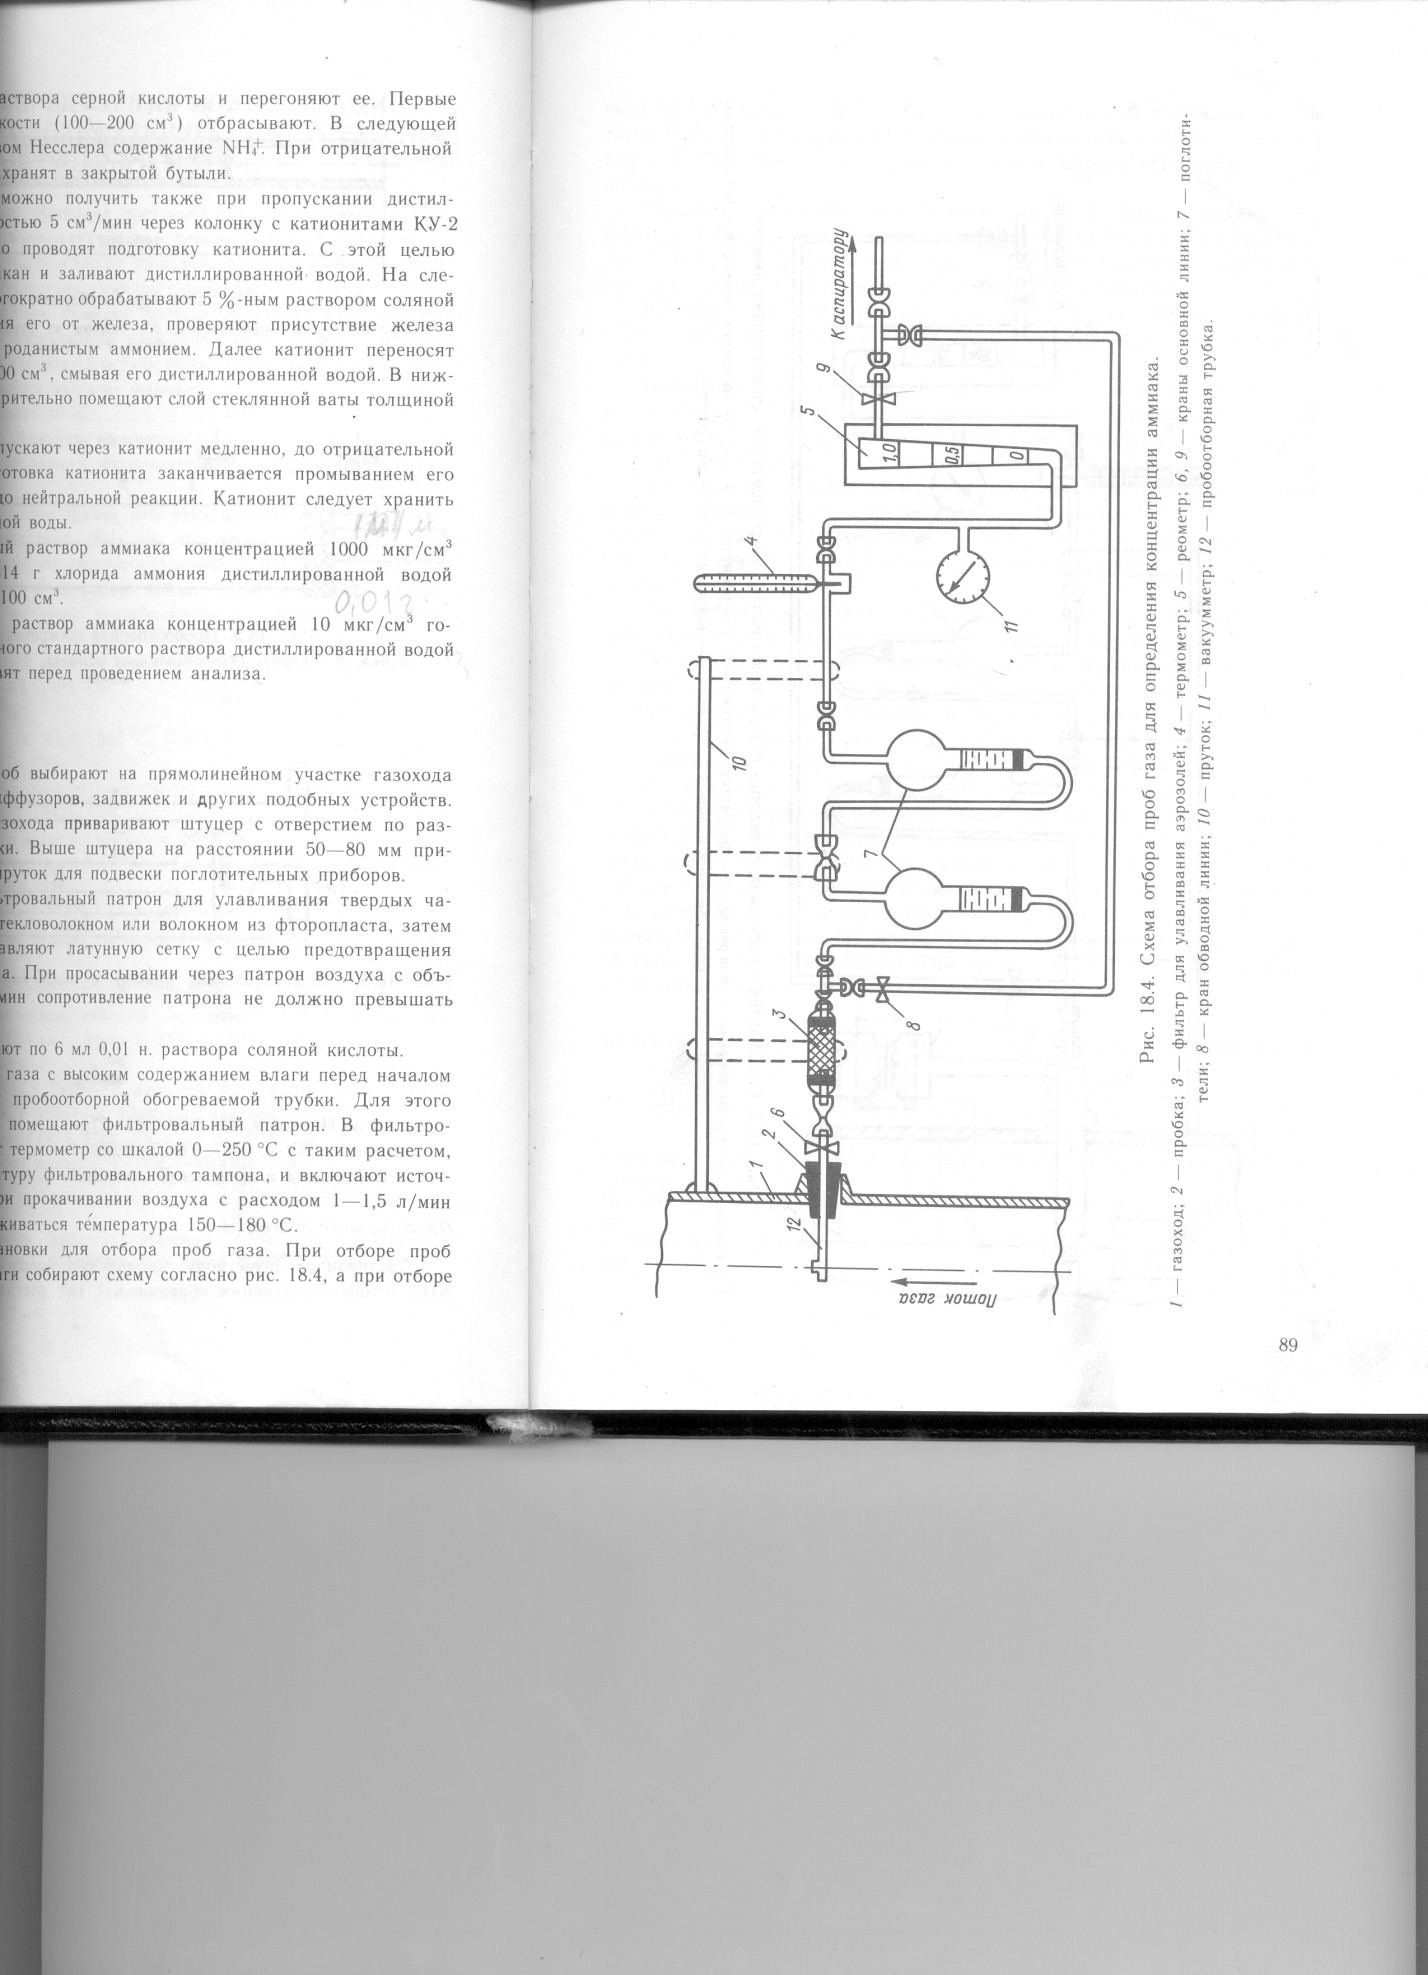 аствора серной кислоты и перегоняют ее. Первые
кости (100—200 см³) отбрасывают. В следующей
ом Несслера содержание NH₄⁺. При отрицательной
хранят в закрытой бутыли.
можно получить также при пропускании дистил-
остью 5 см³/мин через колонку с катионитами КУ-2
о проводят подготовку катионита. С этой целью
кан и заливают дистиллированной водой. На сле-
гократно обрабатывают 5 %-ным раствором соляной
ия его от железа, проверяют присутствие железа
роданистым аммонием. Далее катионит переносят
00 см³, смывая его дистиллированной водой. В ниж-
рительно помещают слой стеклянной ваты толщиной
пускают через катионит медленно, до отрицательной
отовка катионита заканчивается промыванием его
до нейтральной реакции. Катионит следует хранить
ой воды.
ый раствор аммиака концентрацией 1000 мкг/см³
14 г хлорида аммония дистиллированной водой
100 см³.
0,01г
раствор аммиака концентрацией 10 мкг/см³ го-
ного стандартного раствора дистиллированной водой
вят перед проведением анализа.
об выбирают на прямолинейном участке газохода
ффузоров, задвижек и других подобных устройств.
зохода приваривают штуцер с отверстием по раз-
ки. Выше штуцера на расстоянии 50—80 мм при-
пруток для подвески поглотительных приборов.
ьтровальный патрон для улавливания твердых ча-
текловолокном или волокном из фторопласта, затем
авляют латунную сетку с целью предотвращения
а. При просасывании через патрон воздуха с объ-
мин сопротивление патрона не должно превышать
ют по 6 мл 0,01 н. раствора соляной кислоты.
газа с высоким содержанием влаги перед началом
пробоотборной обогреваемой трубки. Для этого
помещают фильтровальный патрон. В фильтро-
термометр со шкалой 0—250 °С с таким расчетом,
туру фильтровального тампона, и включают источ-
ри прокачивании воздуха с расходом 1—1,5 л/мин
живаться температура 150—180 °С.
ановки для отбора проб газа. При отборе проб
ги собирают схему согласно рис. 18.4, а при отборе
Поток газа
12
1
2
6
3
8
7
10
4
11
5
1,0
0,5
0
9
К аспиратору
Рис. 18.4. Схема отбора проб газа для определения концентрации аммиака.
1 — газоход; 2 — пробка; 3 — фильтр для улавливания аэрозолей; 4 — термометр; 5 — реометр; 6, 9 — краны основной линии; 7 — поглоти-
тели; 8 — кран обводной линии; 10 — пруток; 11 — вакуумметр; 12 — пробоотборная трубка.
89